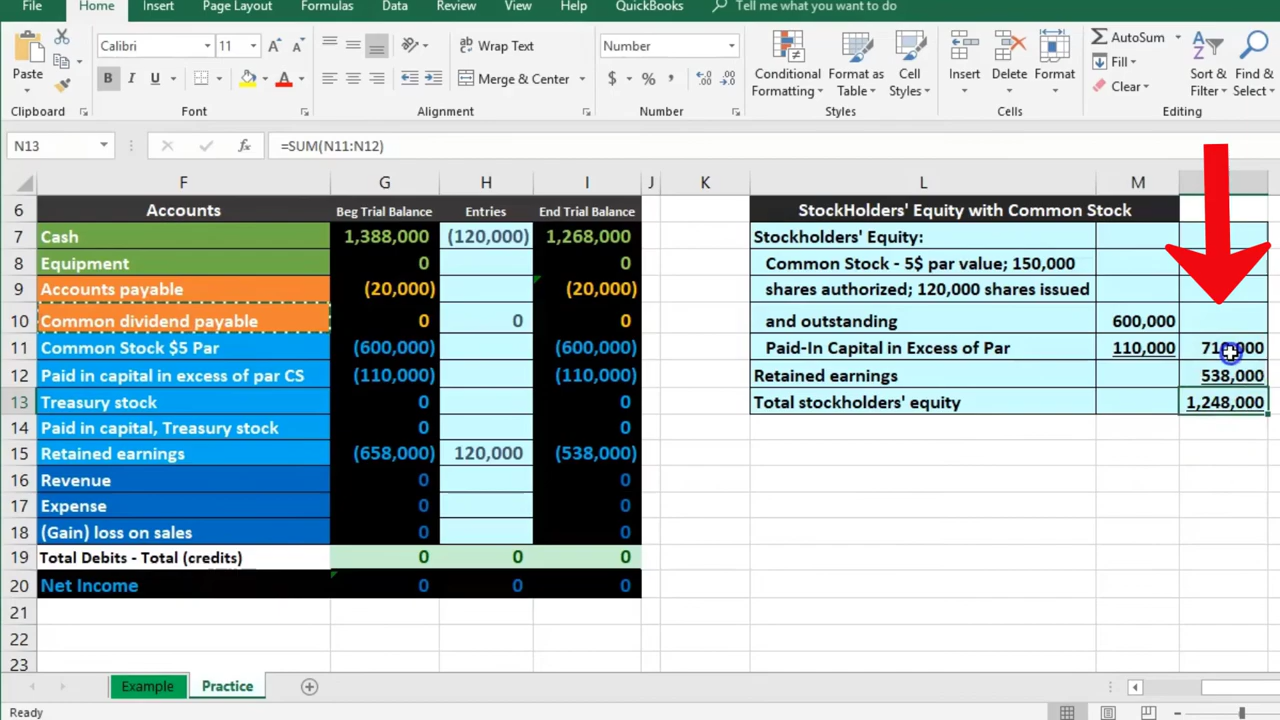 File Home Insert Page Layout Formulas Data Review View Help QuickBooks Tell me what you want to do
Paste
Clipboard
Calibri 11 A A
B I U A
Font
Wrap Text
Merge & Center
Alignment
Number
$ % ,
Number
Conditional Formatting
Format as Table
Cell Styles
Styles
Insert Delete Format
Cells
AutoSum
Fill
Clear
Sort & Filter
Find & Select
Editing
N13 fx =SUM(N11:N12)
F G H I J K L M
6 Accounts Beg Trial Balance Entries End Trial Balance StockHolders' Equity with Common Stock
7 Cash 1,388,000 (120,000) 1,268,000 Stockholders' Equity:
8 Equipment 0 0 Common Stock - 5$ par value; 150,000
9 Accounts payable (20,000) (20,000) shares authorized; 120,000 shares issued
10 Common dividend payable 0 0 0 and outstanding 600,000
11 Common Stock $5 Par (600,000) (600,000) Paid-In Capital in Excess of Par 110,000 710,000
12 Paid in capital in excess of par CS (110,000) (110,000) Retained earnings 538,000
13 Treasury stock 0 0 Total stockholders' equity 1,248,000
14 Paid in capital, Treasury stock 0 0
15 Retained earnings (658,000) 120,000 (538,000)
16 Revenue 0 0
17 Expense 0 0
18 (Gain) loss on sales 0 0
19 Total Debits - Total (credits) 0 0 0
20 Net Income 0 0 0
21
22
23
Example Practice
Ready